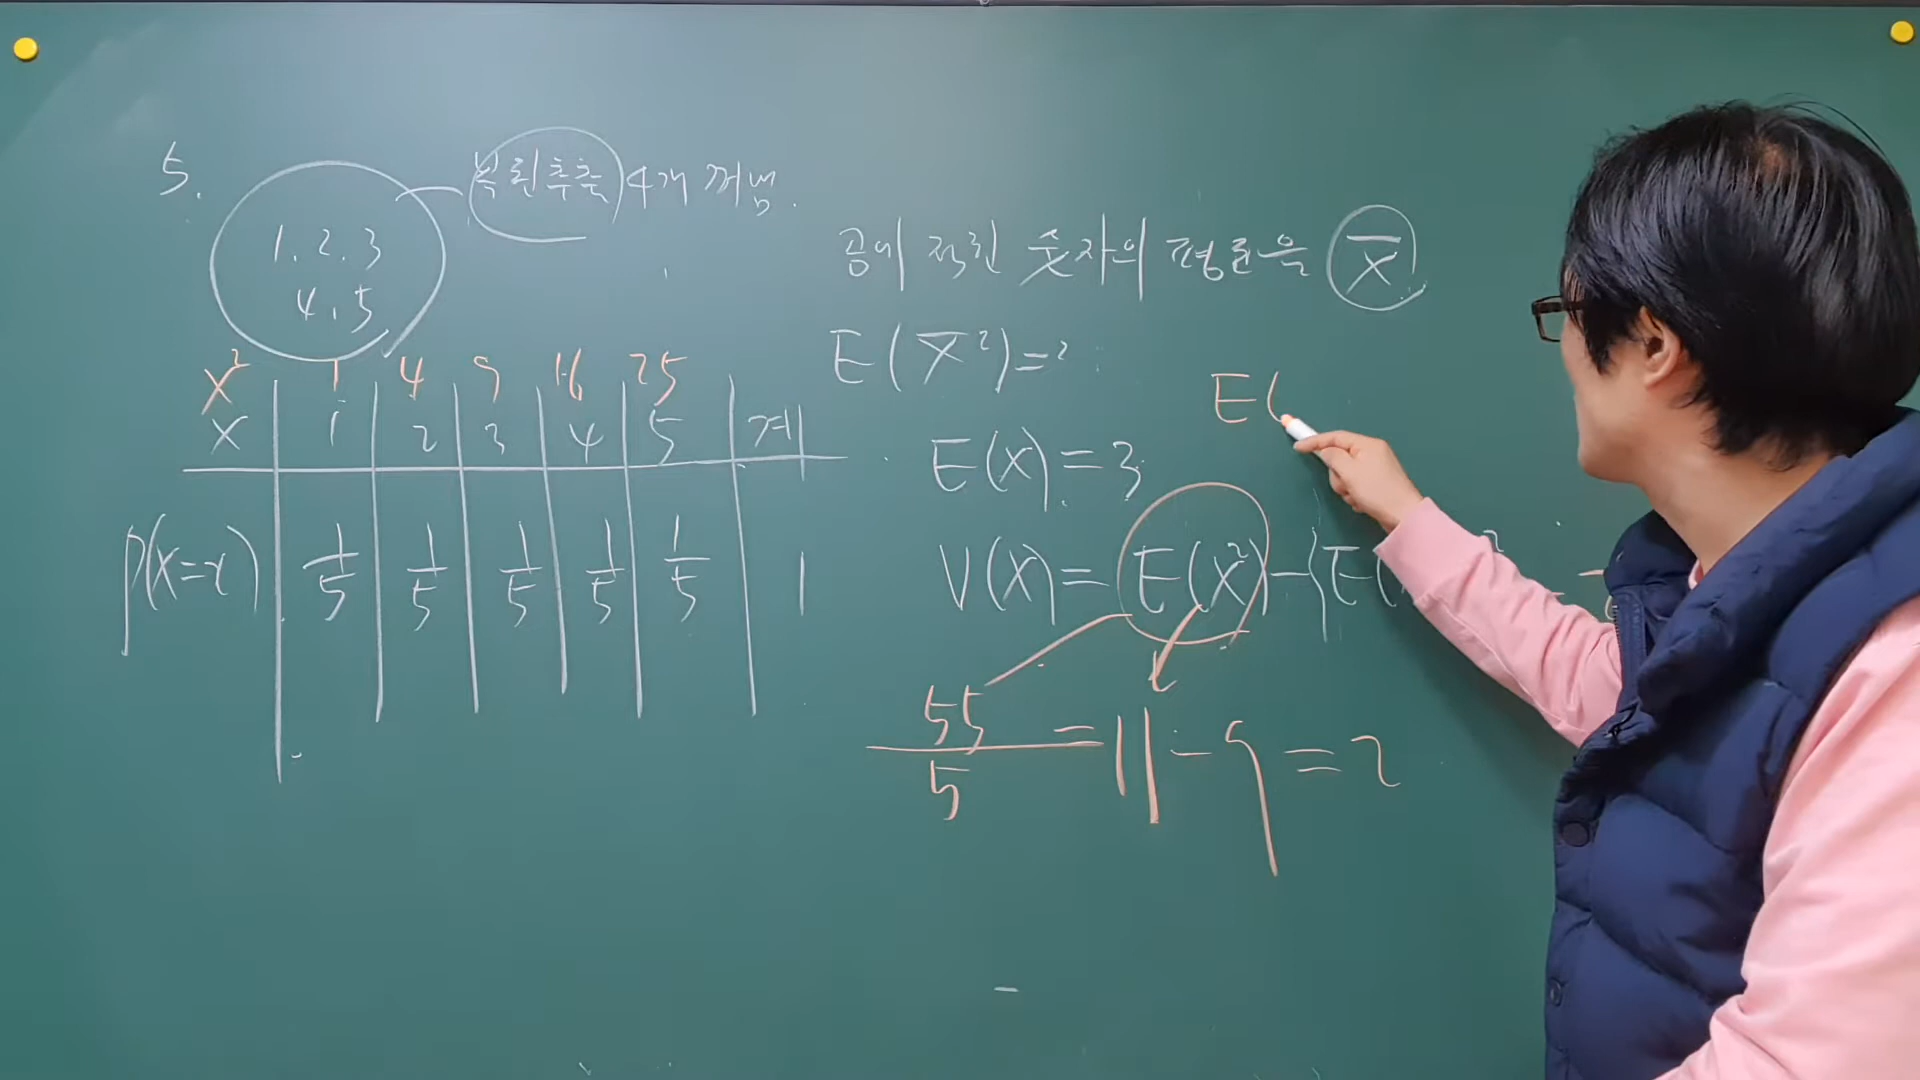 5.
복원추출 4개 꺼냄.
1. 2. 3
4. 5
공에 적힌 숫자의 평균을 X̄
E(X̄²)=?
X² 1 4 9 16 25
X 1 2 3 4 5 계
P(X=x) 1/5 1/5 1/5 1/5 1/5 1
E(
E(X)=3
V(X)=E(X²)-{E(
55/5 =11-9=2